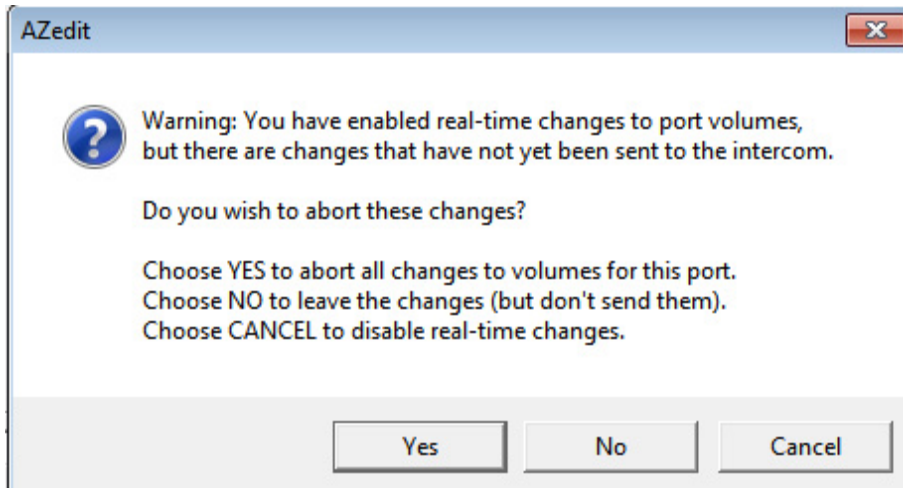 AZedit
Warning: You have enabled real-time changes to port volumes,
but there are changes that have not yet been sent to the intercom.
Do you wish to abort these changes?
Choose YES to abort all changes to volumes for this port.
Choose NO to leave the changes (but don't send them).
Choose CANCEL to disable real-time changes.
Yes No Cancel